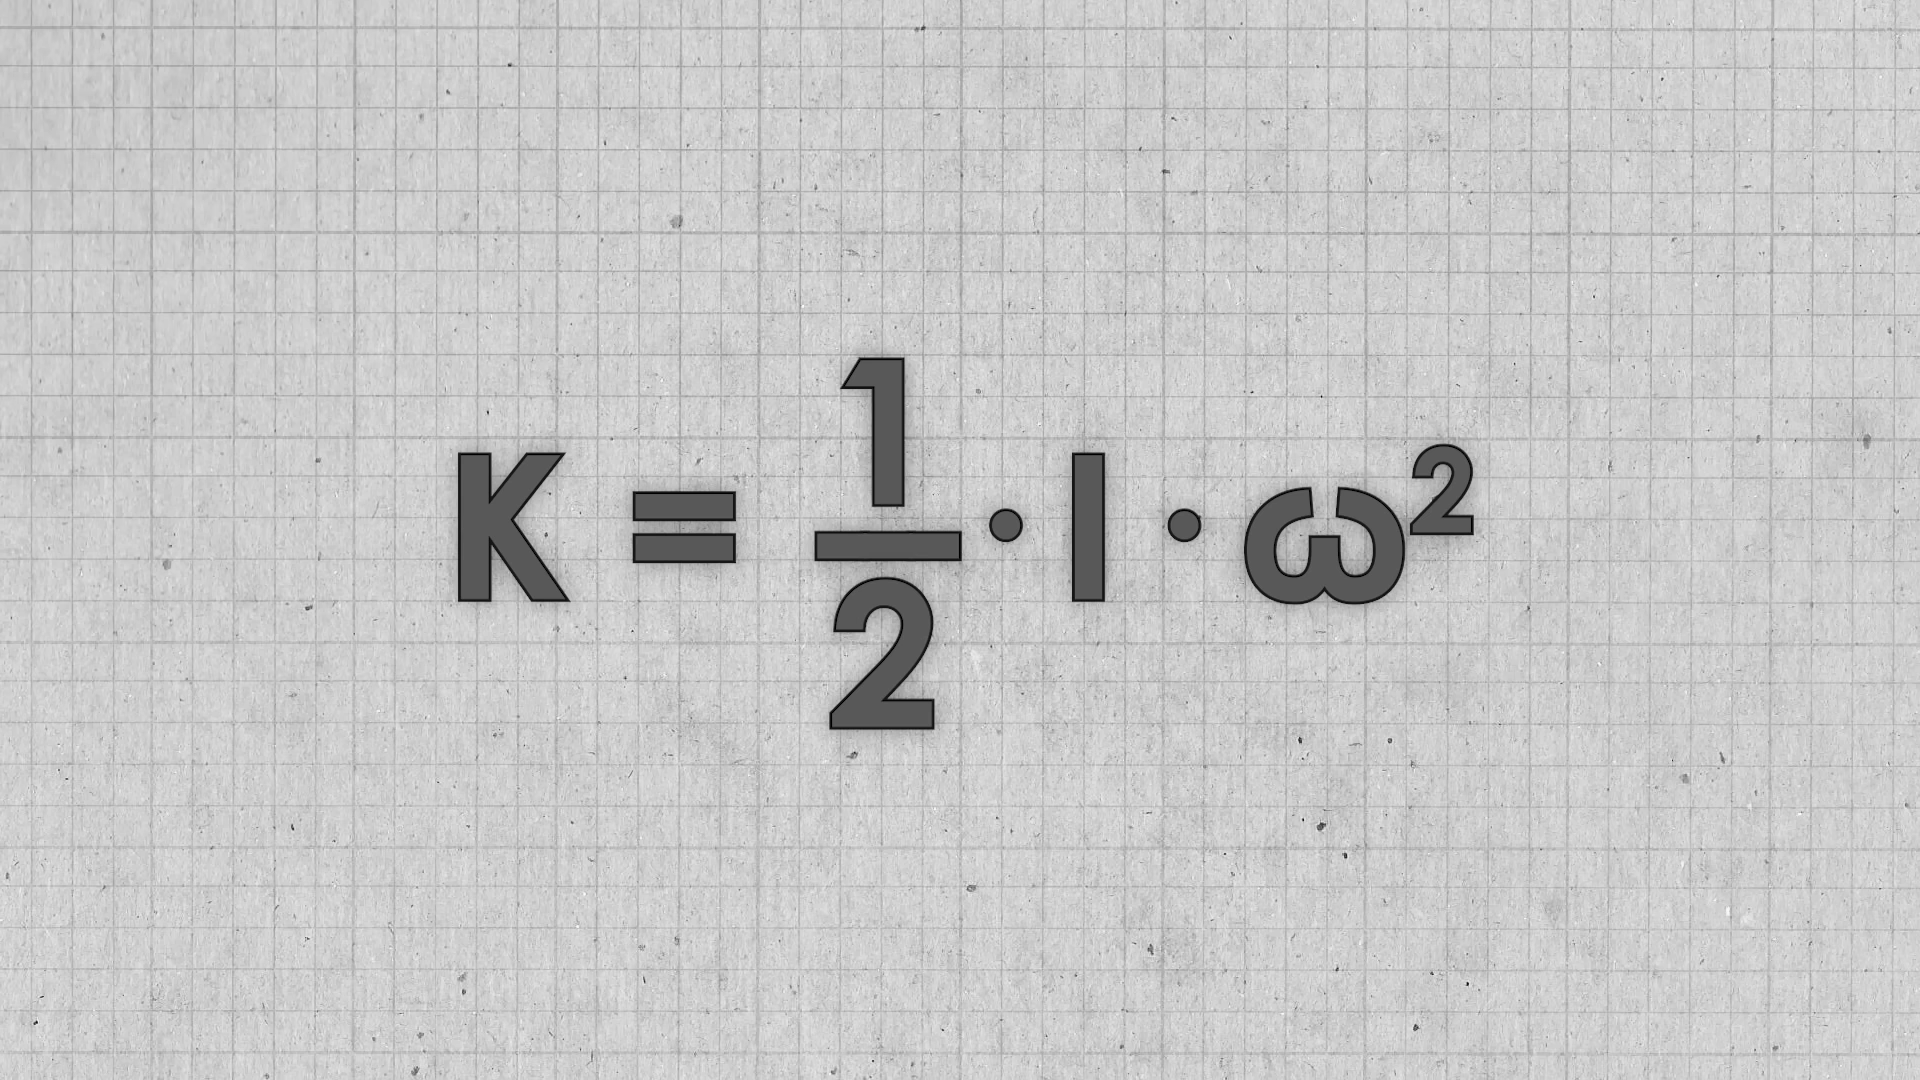 K = 1/2 · I · ω²